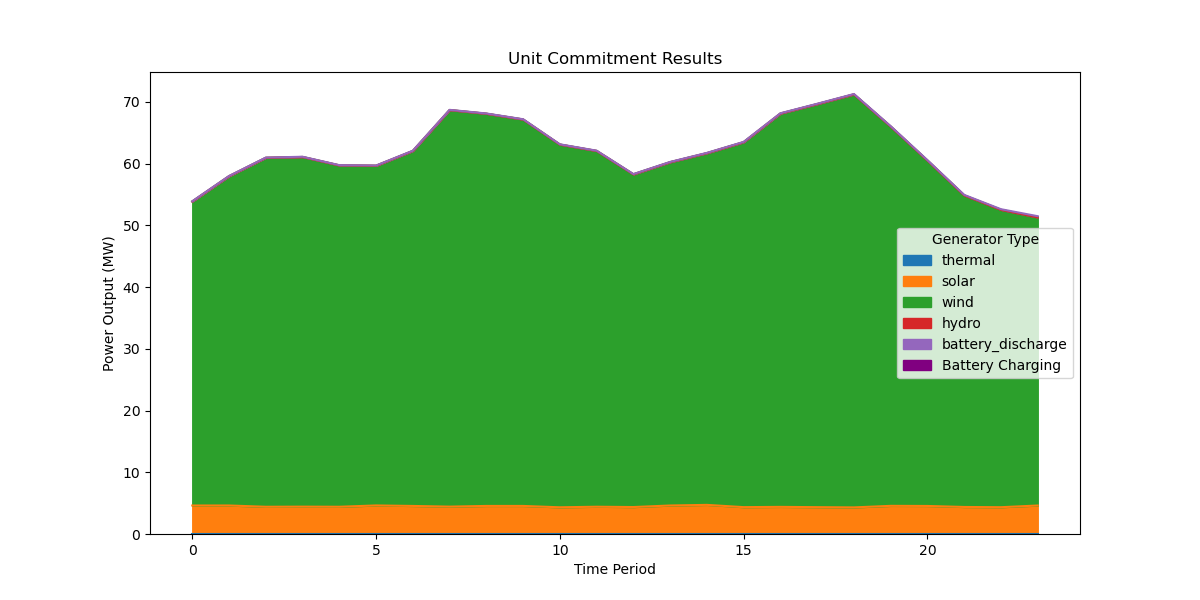 Unit Commitment Results
Power Output (MW)
70
60
50
40
30
20
10
0
Generator Type
thermal
solar
wind
hydro
battery_discharge
Battery Charging
0 5 10 15 20
Time Period